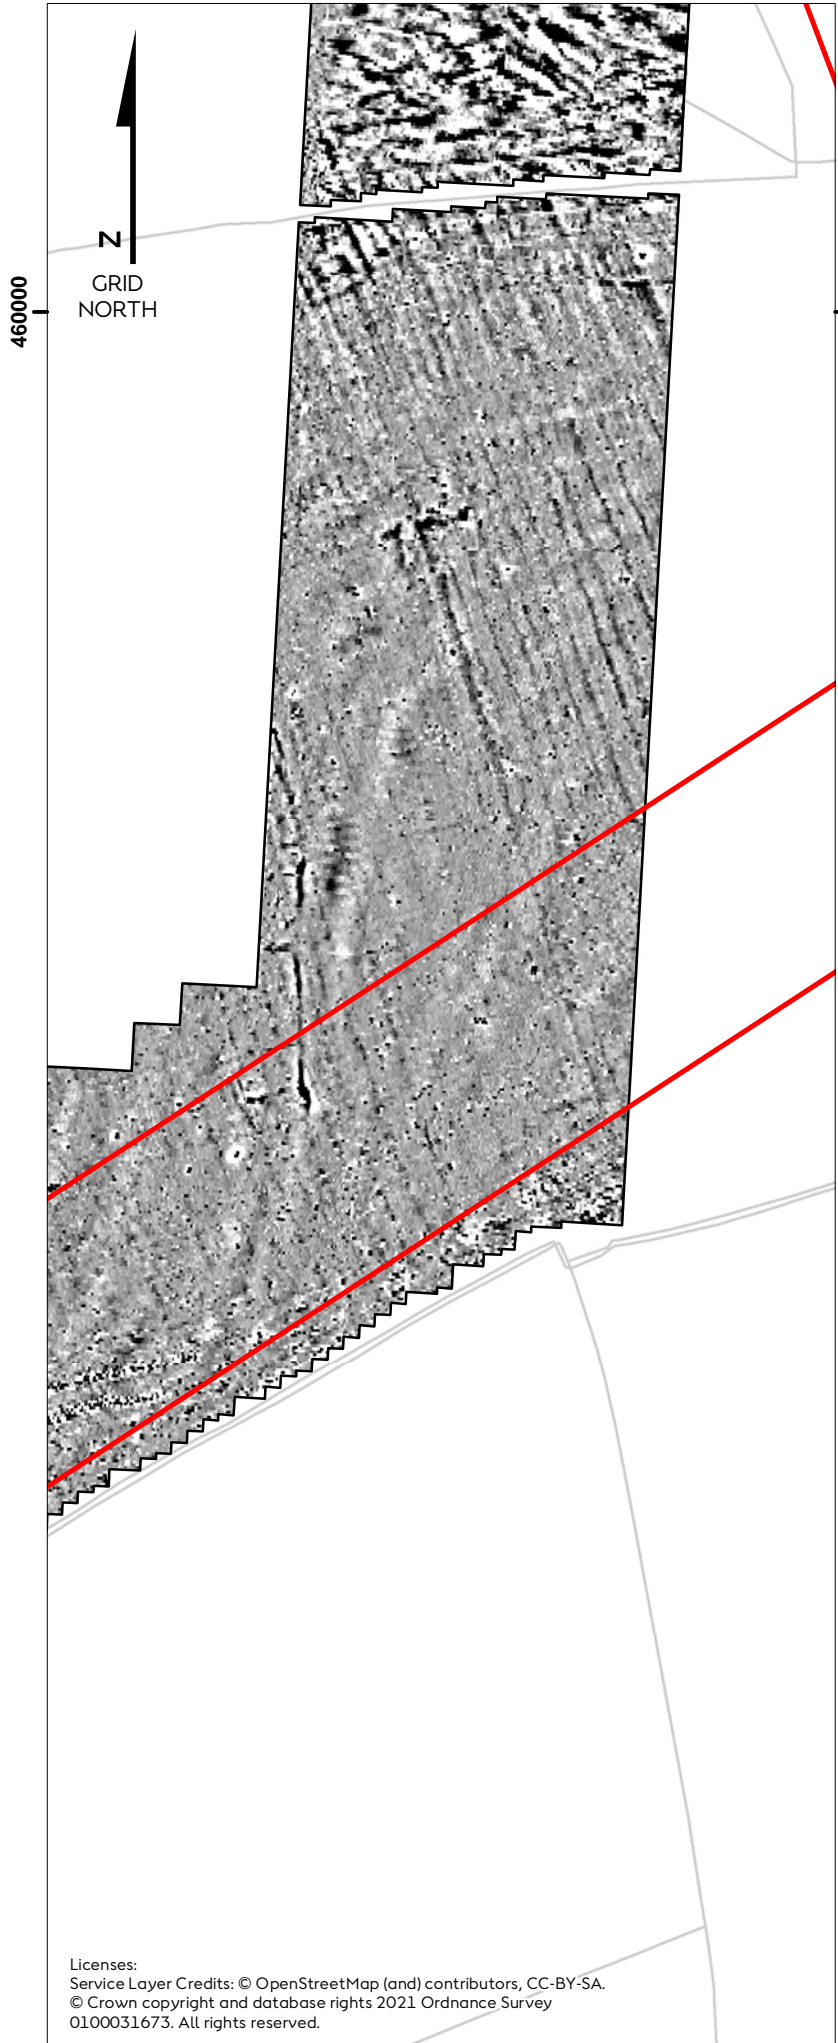 N
GRID
NORTH
460000
Licenses:
Service Layer Credits: © OpenStreetMap (and) contributors, CC-BY-SA.
© Crown copyright and database rights 2021 Ordnance Survey
0100031673. All rights reserved.